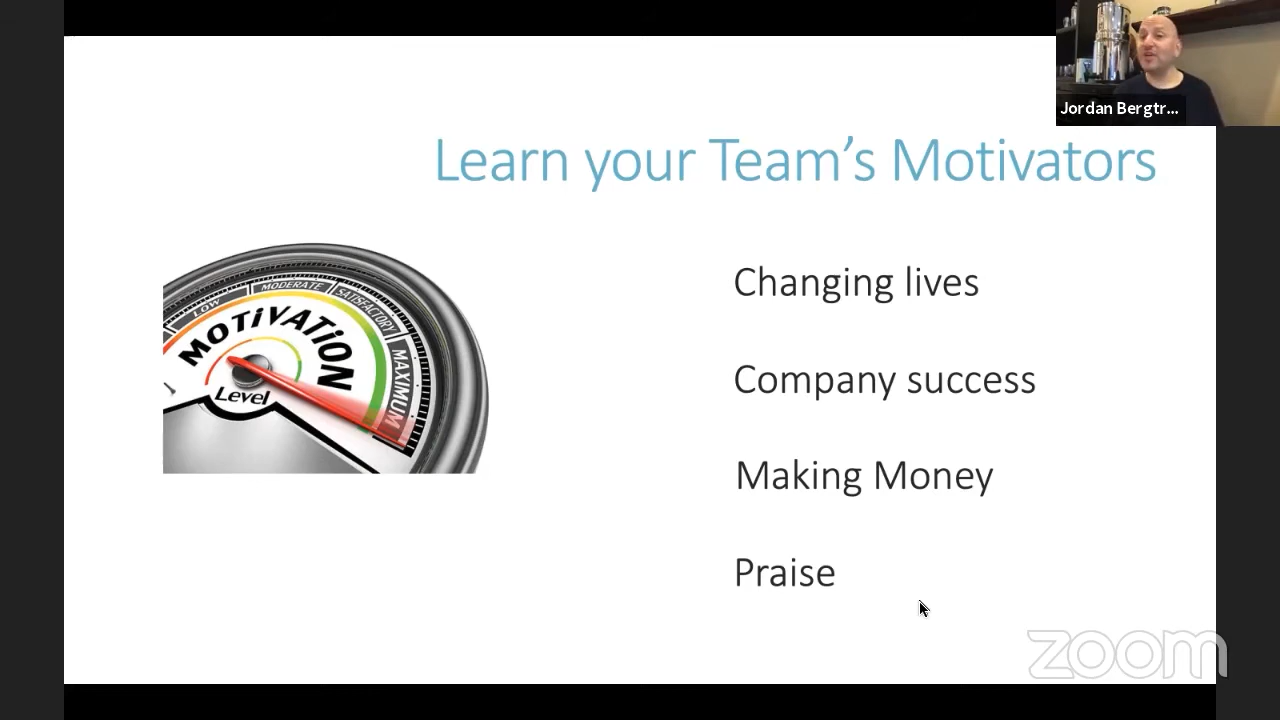 Jordan Bergtr...
Learn your Team's Motivators
LOW
MODERATE
SATISFACTORY
MAXIMUM
MOTiVATiON
Level
Changing lives
Company success
Making Money
Praise
zoom